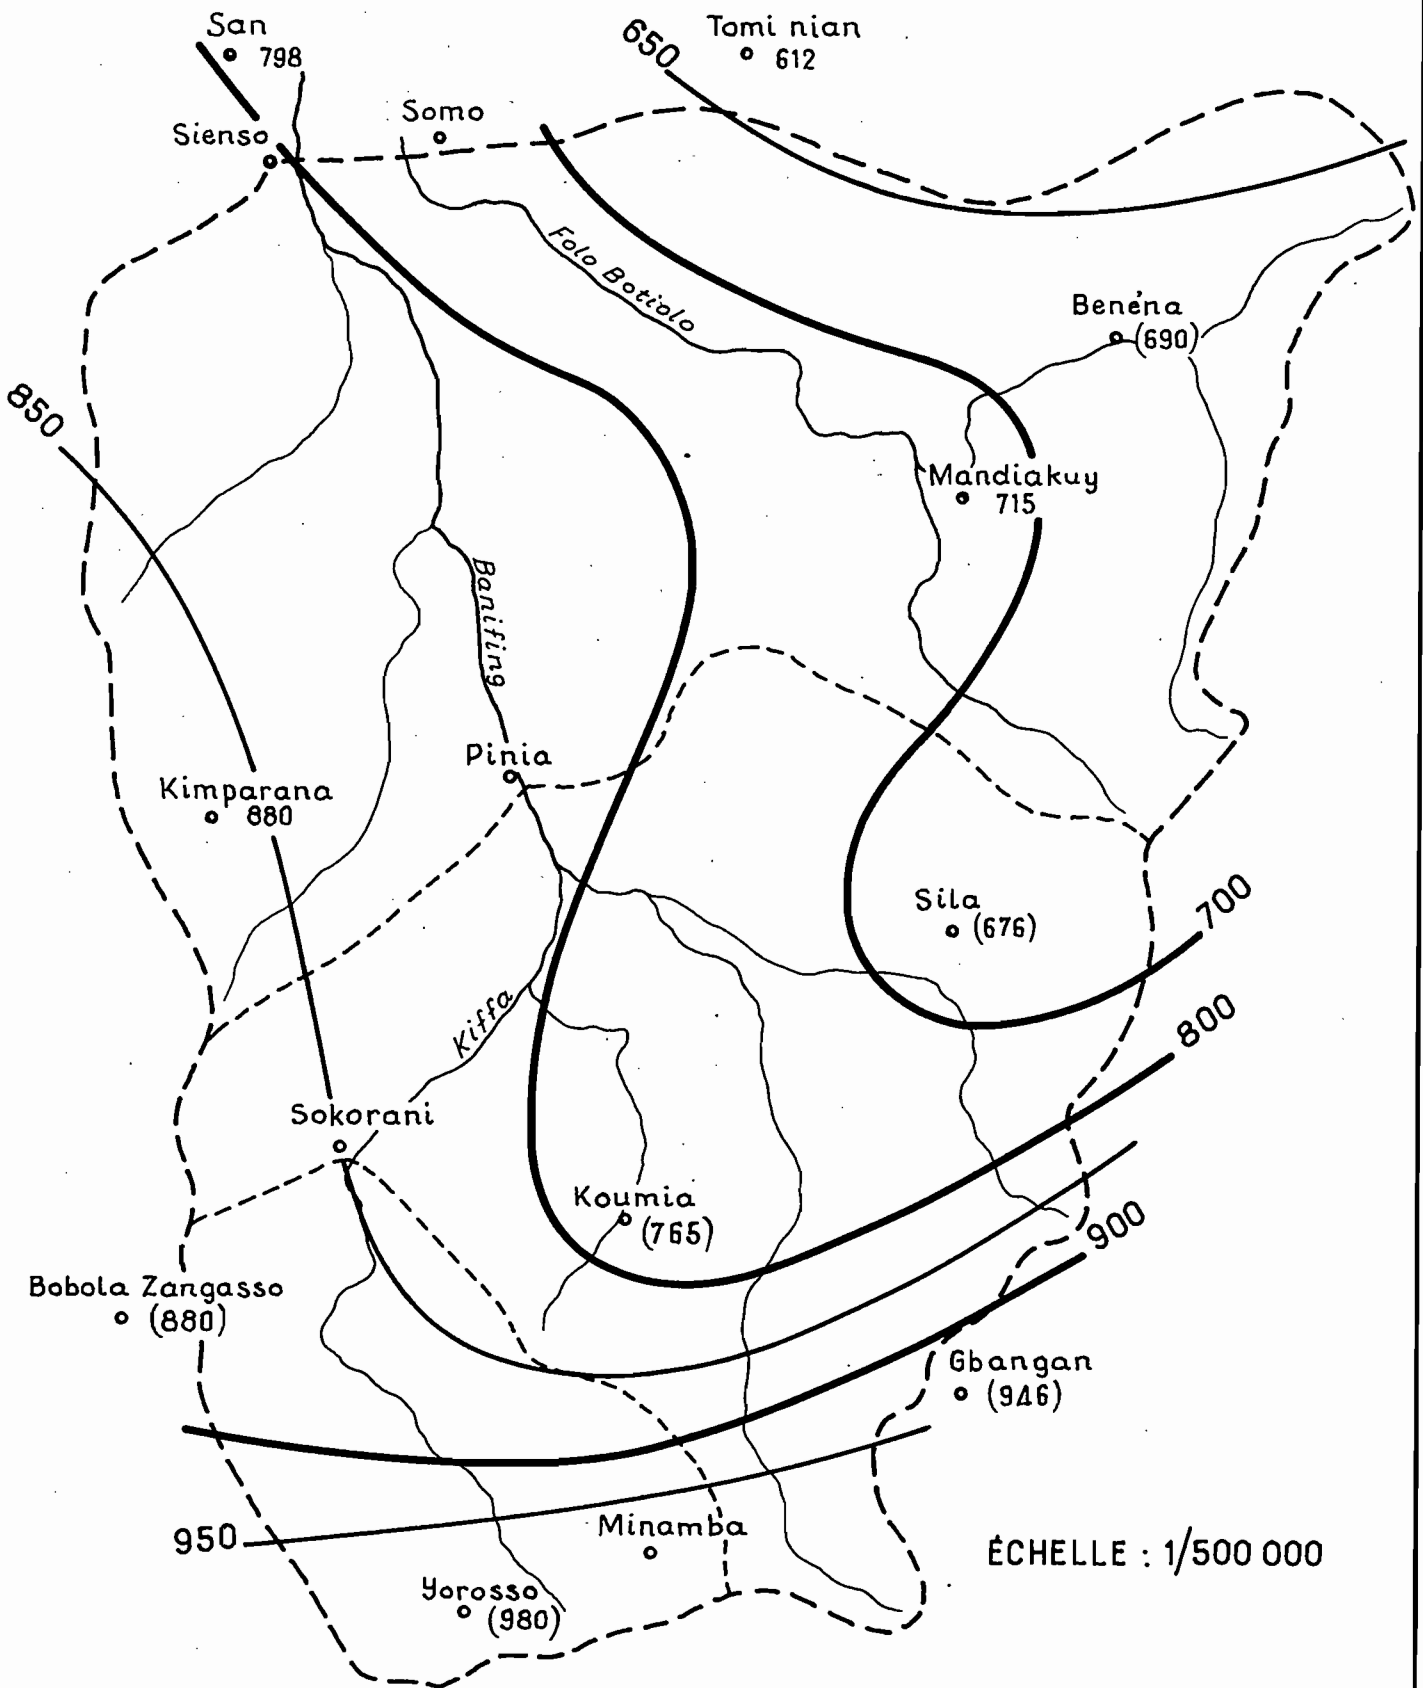 San
798
650
Tomi nian
612
Somo
Sienso
Folo Botiolo
Benéna
(690)
850
Mandiakuy
715
Banifing
Pinia
Kimparana
880
Sila
(676)
700
800
Kiffa
Sokorani
Koumia
(765)
900
Bobola Zangasso
(880)
Gbangan
(946)
950
Minamba
ÉCHELLE : 1/500 000
Yorosso
(980)